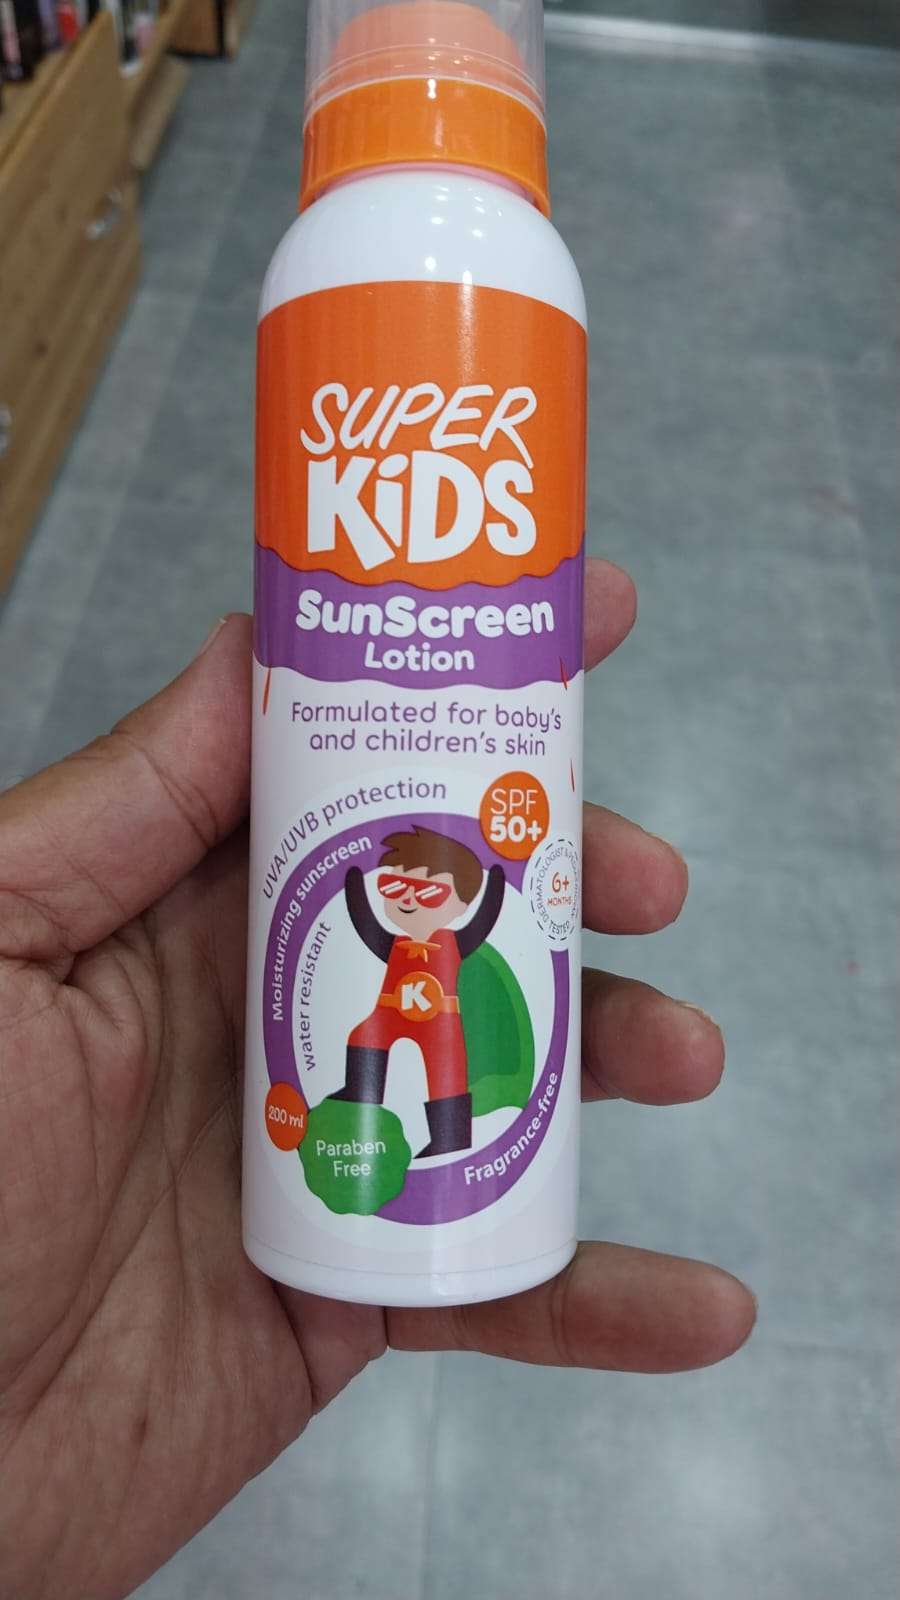 SUPER
KiDS
SunScreen
Lotion
Formulated for baby's
and children's skin
UVA/UVB protection
SPF
50+
Moisturizing sunscreen
water resistant
DERMATOLOGIST &
6+
MONTHS
TESTED
K
200 ml
Paraben
Free
Fragrance-free